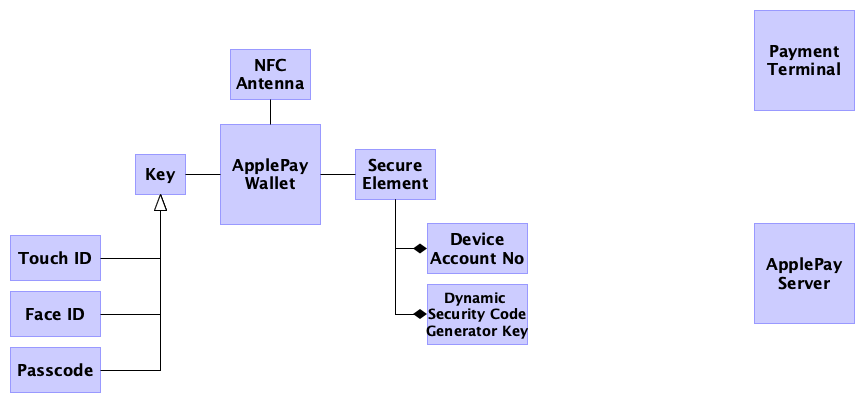 Payment
Terminal
NFC
Antenna
Key
ApplePay
Wallet
Secure
Element
Touch ID
Device
Account No
ApplePay
Server
Face ID
Dynamic
Security Code
Generator Key
Passcode